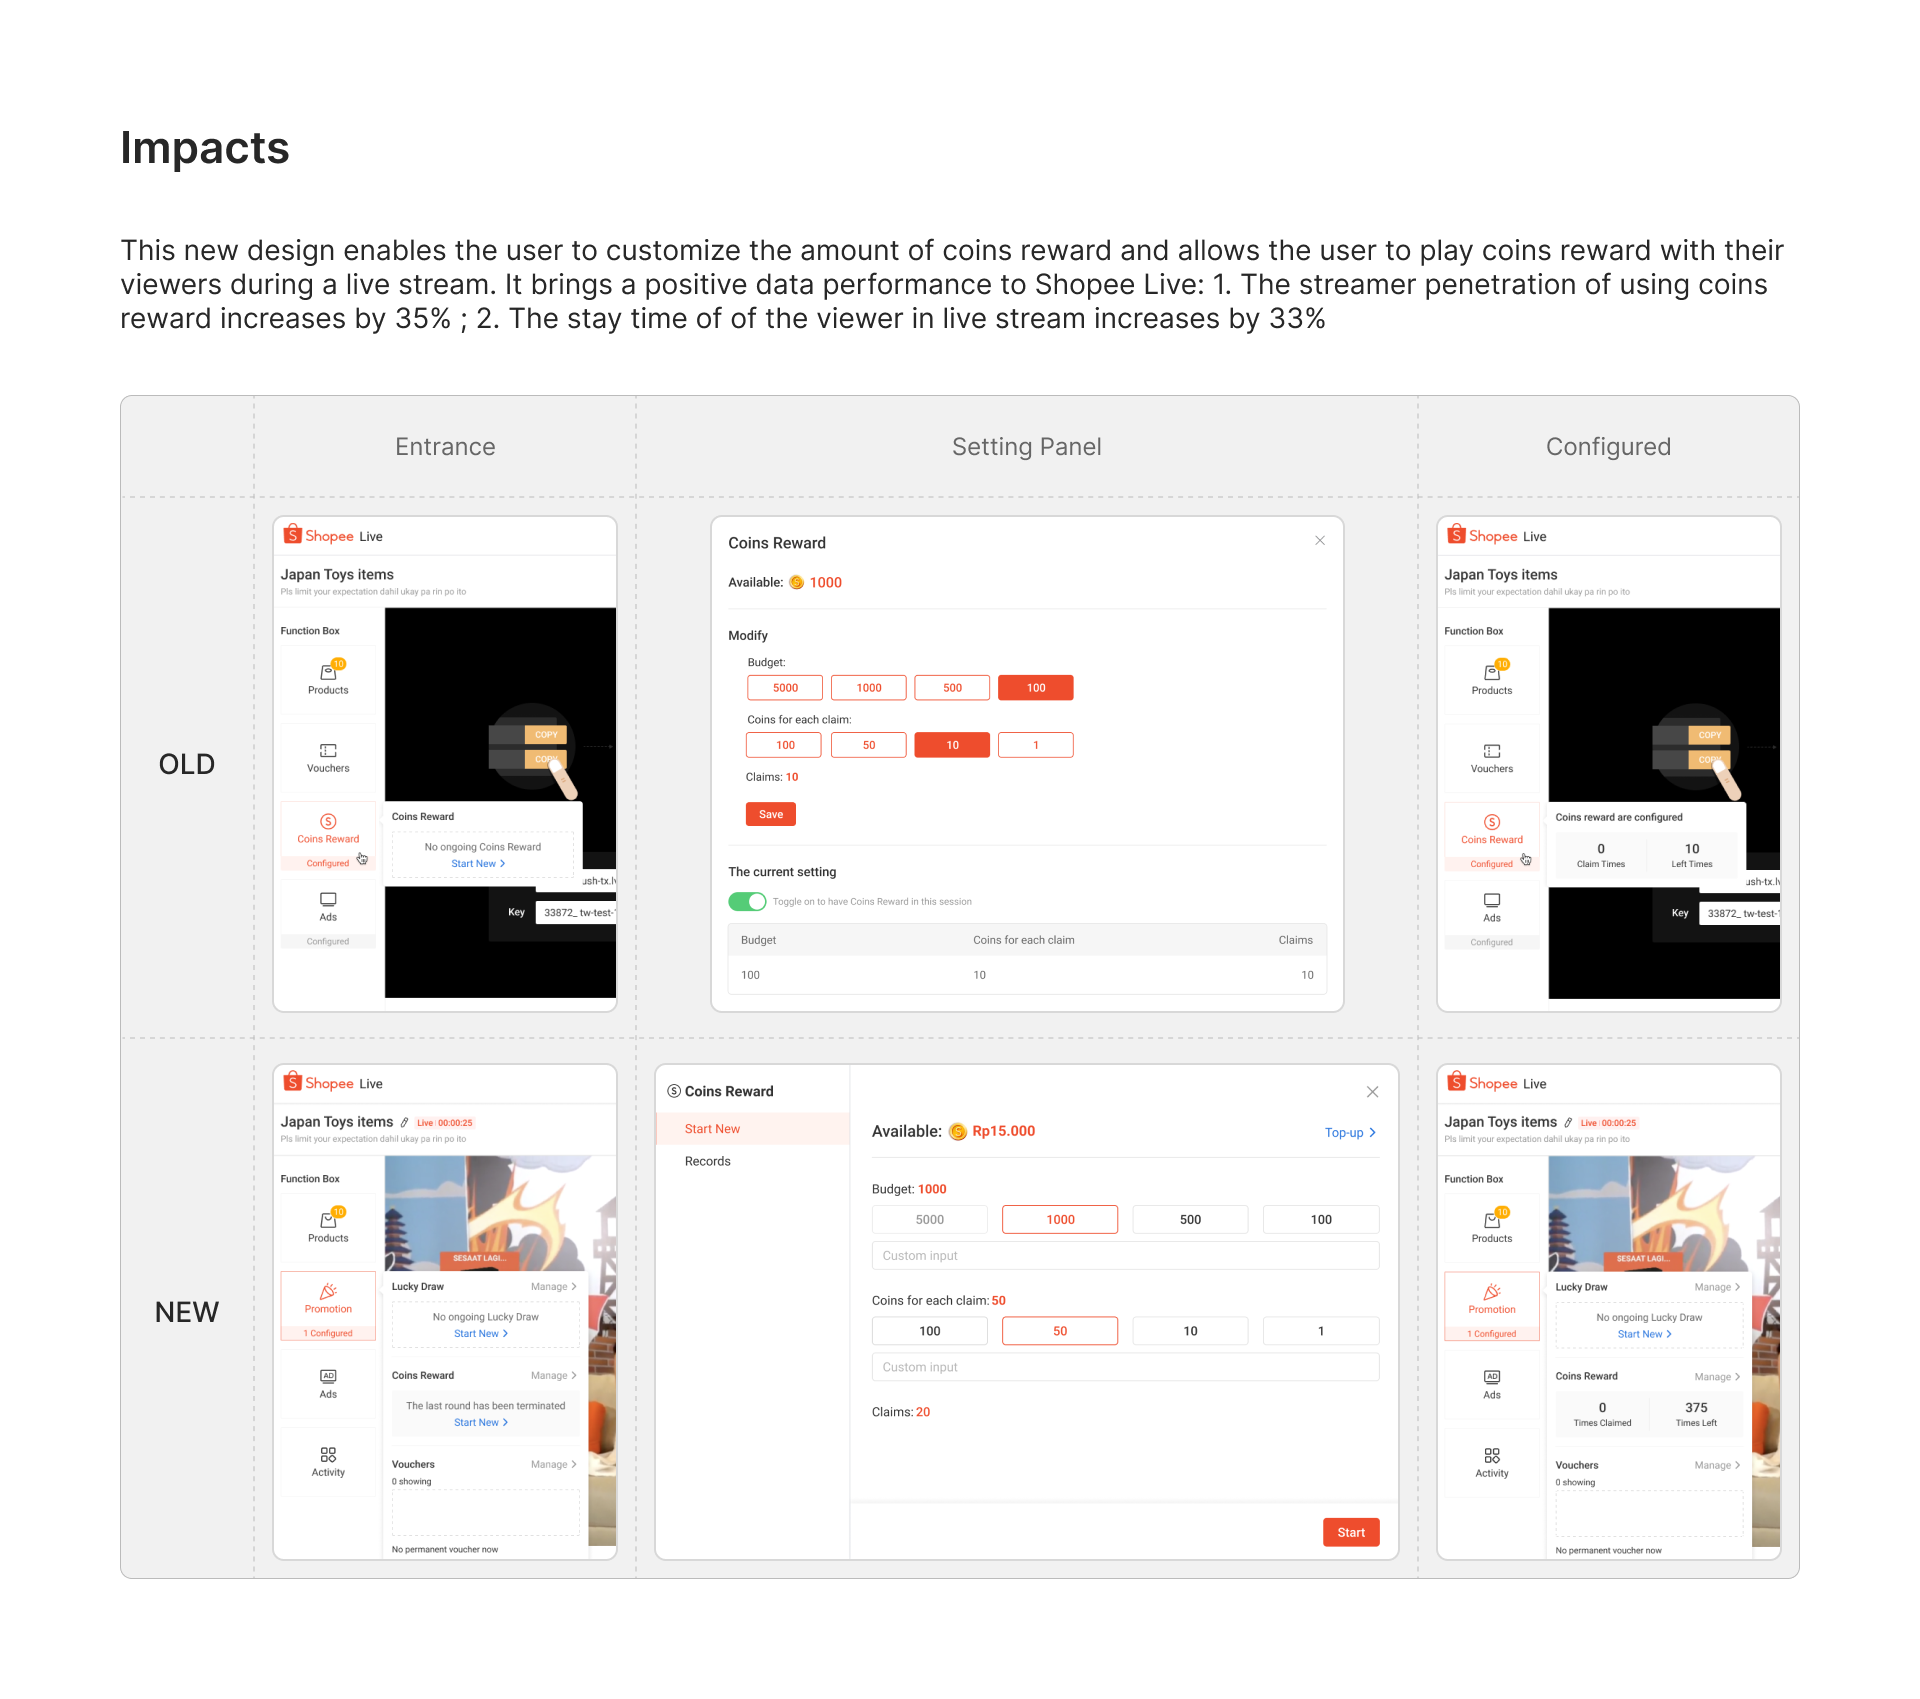 Impacts
This new design enables the user to customize the amount of coins reward and allows the user to play coins reward with their
viewers during a live stream. It brings a positive data performance to Shopee Live: 1. The streamer penetration of using coins
reward increases by 35% ; 2. The stay time of of the viewer in live stream increases by 33%
Entrance
Setting Panel
Configured
OLD
Shopee Live
Japan Toys items
Pls limit your expectation dahil ukay pa rin po ito
Function Box
10
Products
Vouchers
Coins Reward
Configured
Ads
Configured
COPY
COPY
Coins Reward
No ongoing Coins Reward
Start New >
ush-tx.lv
Key
33872_ tw-test-
Coins Reward
Available: 1000
Modify
Budget:
5000 1000 500 100
Coins for each claim:
100 50 10 1
Claims: 10
Save
The current setting
Toggle on to have Coins Reward in this session
Budget Coins for each claim Claims
100 10 10
Shopee Live
Japan Toys items
Pls limit your expectation dahil ukay pa rin po ito
Function Box
10
Products
Vouchers
Coins Reward
Configured
Ads
Configured
COPY
COPY
Coins reward are configured
0 10
Claim Times Left Times
ush-tx.lv
Key
33872_ tw-test-
NEW
Shopee Live
Japan Toys items Live 00:00:25
Pls limit your expectation dahil ukay pa rin po ito
Function Box
10
Products
Promotion
1 Configured
AD
Ads
Activity
SESAAT LAGI...
Lucky Draw Manage >
No ongoing Lucky Draw
Start New >
Coins Reward Manage >
The last round has been terminated
Start New >
Vouchers Manage >
0 showing
No permanent voucher now
Coins Reward
Start New
Records
Available: Rp15.000 Top-up >
Budget: 1000
5000 1000 500 100
Custom input
Coins for each claim: 50
100 50 10 1
Custom input
Claims: 20
Start
Shopee Live
Japan Toys items Live 00:00:25
Pls limit your expectation dahil ukay pa rin po ito
Function Box
10
Products
Promotion
1 Configured
AD
Ads
Activity
SESAAT LAGI...
Lucky Draw Manage >
No ongoing Lucky Draw
Start New >
Coins Reward Manage >
0 375
Times Claimed Times Left
Vouchers Manage >
0 showing
No permanent voucher now